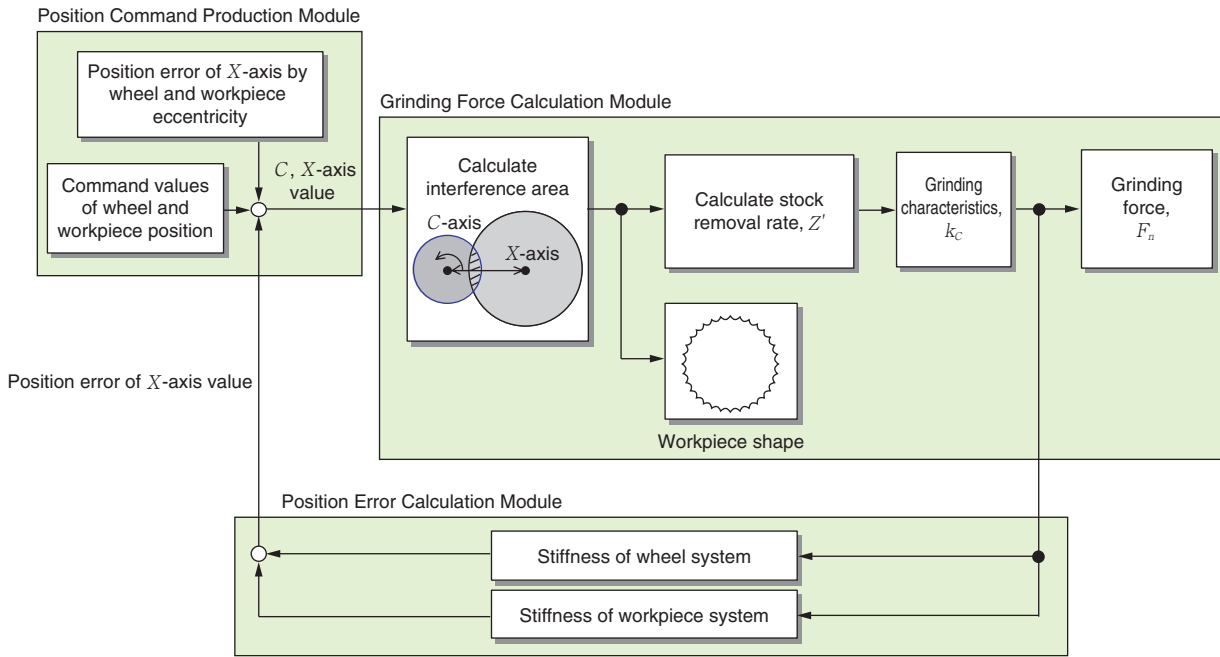 Position Command Production Module
Position error of X-axis by
wheel and workpiece
eccentricity
Command values
of wheel and
workpiece position
C, X-axis
value
Grinding Force Calculation Module
Calculate
interference area
C-axis
X-axis
Calculate stock
removal rate, Z′
Grinding
characteristics,
k_C
Grinding
force,
F_n
Workpiece shape
Position error of X-axis value
Position Error Calculation Module
Stiffness of wheel system
Stiffness of workpiece system